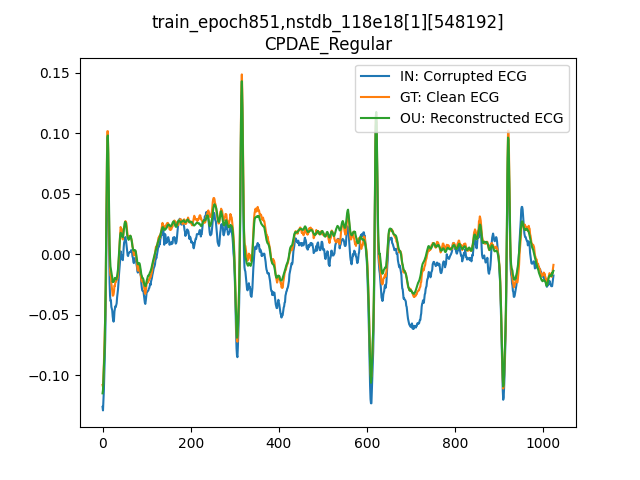 train_epoch851,nstdb_118e18[1][548192]
CPDAE_Regular
IN: Corrupted ECG
GT: Clean ECG
OU: Reconstructed ECG
0.15
0.10
0.05
0.00
−0.05
−0.10
0 200 400 600 800 1000